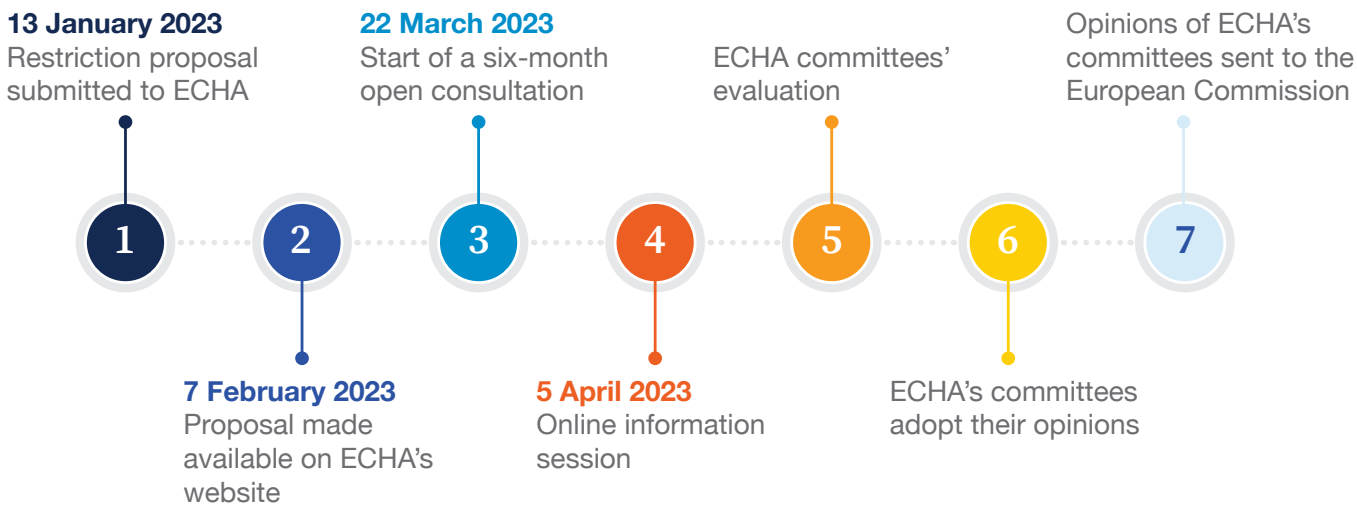 13 January 2023
Restriction proposal
submitted to ECHA
22 March 2023
Start of a six-month
open consultation
ECHA committees’
evaluation
Opinions of ECHA’s
committees sent to the
European Commission
1
2
3
4
5
6
7
7 February 2023
Proposal made
available on ECHA’s
website
5 April 2023
Online information
session
ECHA’s committees
adopt their opinions